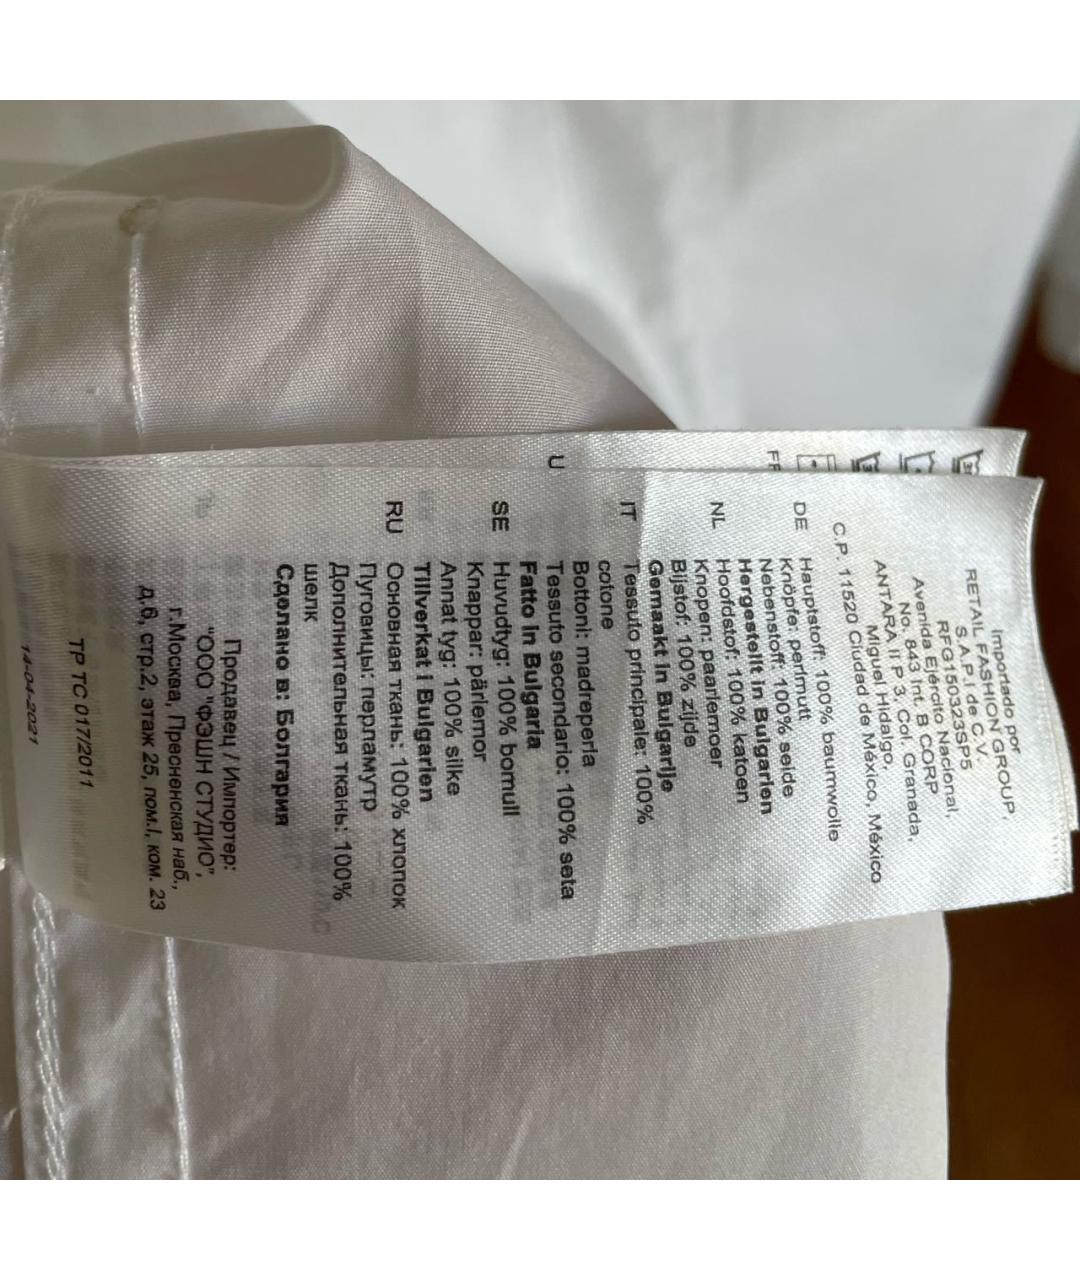 Importado por
RETAIL FASHION GROUP,
S.A.P.I de C.V.
RFG150323SP5
Avenida Ejército Nacional,
No. 843 Int. B CORP
ANTARA II P 3, Col. Granada,
Miguel Hidalgo,
C.P. 11520 Ciudad de México, México
DE Hauptstoff: 100% baumwolle
Knöpfe: perlmutt
Nebenstoff: 100% seide
Hergestellt in Bulgarien
NL Hoofdstof: 100% katoen
Knopen: paarlemoer
Bijstof: 100% zijde
Gemaakt in Bulgarije
IT Tessuto principale: 100%
cotone
Bottoni: madreperla
Tessuto secondario: 100% seta
Fatto in Bulgaria
SE Huvudtyg: 100% bomull
Knappar: pärlemor
Annat tyg: 100% silke
Tillverkat i Bulgarien
RU Основная ткань: 100% хлопок
Пуговицы: перламутр
Дополнительная ткань: 100%
шелк
Сделано в: Болгария
Продавец / Импортер:
"ООО "ФЭШН СТУДИО",
г.Москва, Пресненская наб.,
д.6, стр.2, этаж 25, пом.I, ком. 23
ТР ТС 017/2011
14-04-2021